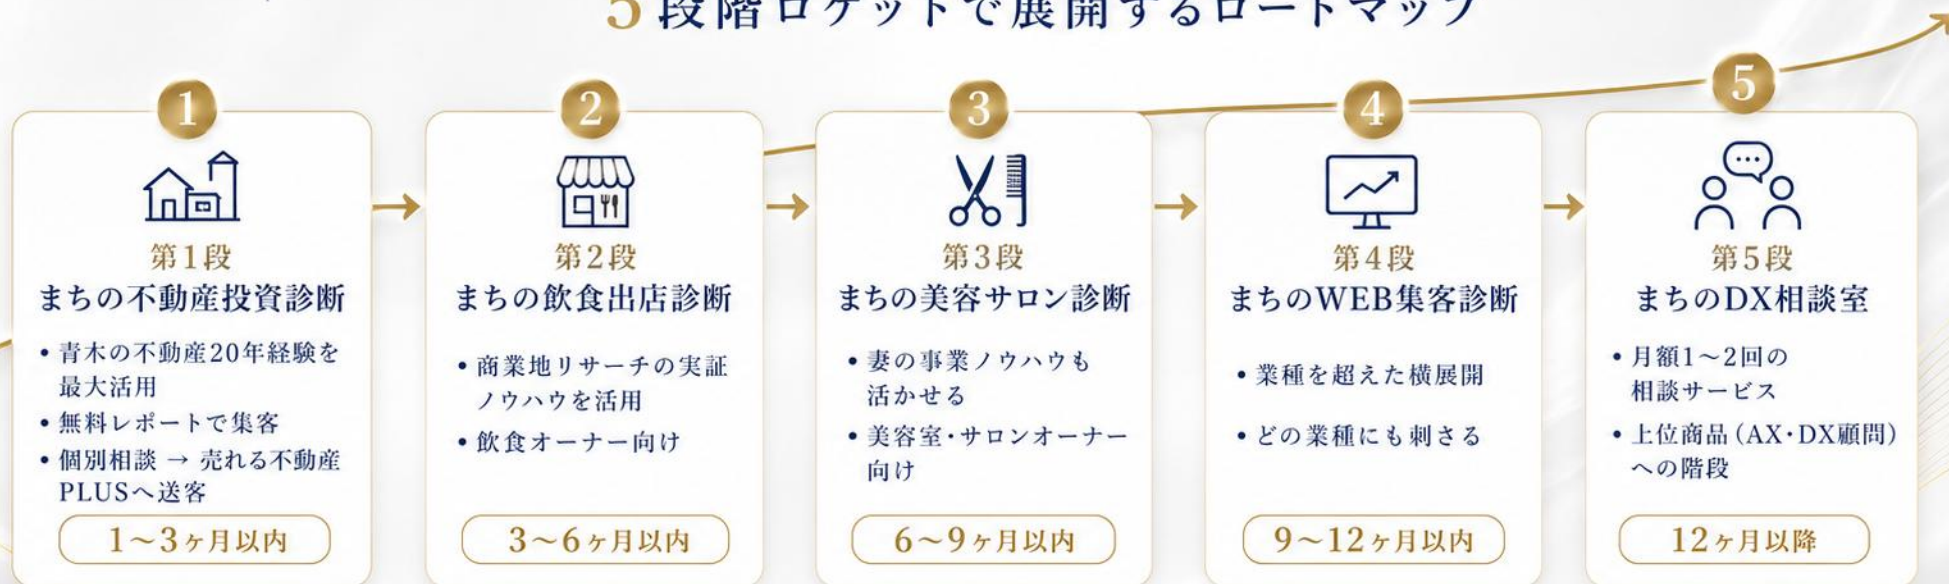 5段階ロケットで展開するロードマップ
1
第1段
まちの不動産投資診断
• 青木の不動産20年経験を
最大活用
• 無料レポートで集客
• 個別相談 → 売れる不動産
PLUSへ送客
1〜3ヶ月以内
2
第2段
まちの飲食出店診断
• 商業地リサーチの実証
ノウハウを活用
• 飲食オーナー向け
3〜6ヶ月以内
3
第3段
まちの美容サロン診断
• 妻の事業ノウハウも
活かせる
• 美容室・サロンオーナー
向け
6〜9ヶ月以内
4
第4段
まちのWEB集客診断
• 業種を超えた横展開
• どの業種にも刺さる
9〜12ヶ月以内
5
第5段
まちのDX相談室
• 月額1〜2回の
相談サービス
• 上位商品（AX・DX顧問）
への階段
12ヶ月以降